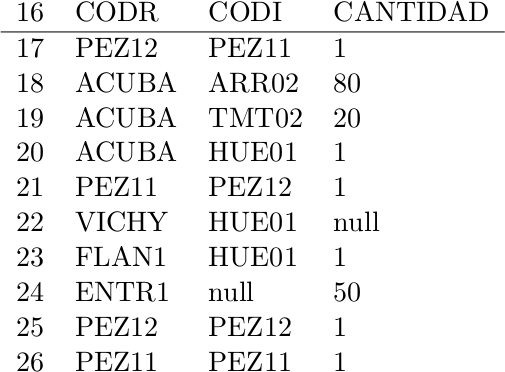 16 CODR CODI CANTIDAD
17 PEZ12 PEZ11 1
18 ACUBA ARR02 80
19 ACUBA TMT02 20
20 ACUBA HUE01 1
21 PEZ11 PEZ12 1
22 VICHY HUE01 null
23 FLAN1 HUE01 1
24 ENTR1 null 50
25 PEZ12 PEZ12 1
26 PEZ11 PEZ11 1